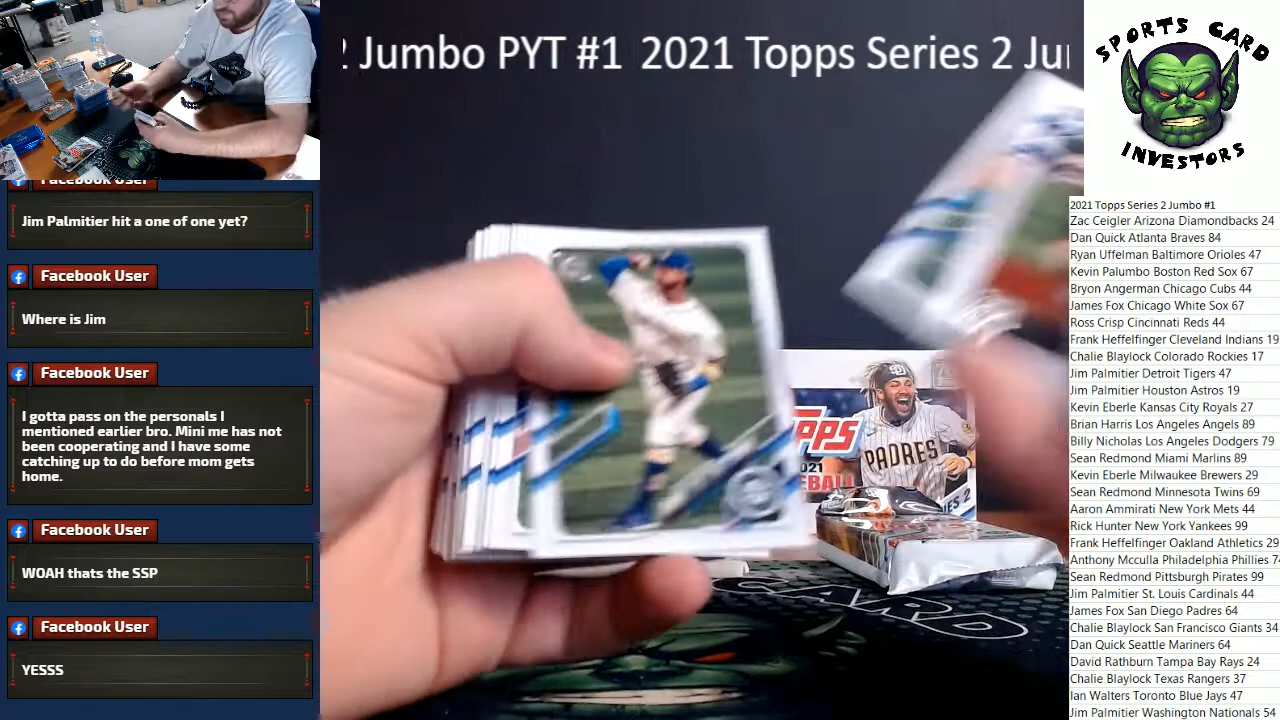 2 Jumbo PYT #1 2021 Topps Series 2 Ju
SPORTS CARD
INVESTORS
Facebook User
Jim Palmitier hit a one of one yet?
Facebook User
Where is Jim
Facebook User
I gotta pass on the personals I
mentioned earlier bro. Mini me has not
been cooperating and I have some
catching up to do before mom gets
home.
Facebook User
WOAH thats the SSP
Facebook User
YESSS
PADRES
2021
SERIES 2
CARD
2021 Topps Series 2 Jumbo #1
Zac Ceigler Arizona Diamondbacks 24
Dan Quick Atlanta Braves 84
Ryan Uffelman Baltimore Orioles 47
Kevin Palumbo Boston Red Sox 67
Bryon Angerman Chicago Cubs 44
James Fox Chicago White Sox 67
Ross Crisp Cincinnati Reds 44
Frank Heffelfinger Cleveland Indians 19
Chalie Blaylock Colorado Rockies 17
Jim Palmitier Detroit Tigers 47
Jim Palmitier Houston Astros 19
Kevin Eberle Kansas City Royals 27
Brian Harris Los Angeles Angels 89
Billy Nicholas Los Angeles Dodgers 79
Sean Redmond Miami Marlins 89
Kevin Eberle Milwaukee Brewers 29
Sean Redmond Minnesota Twins 69
Aaron Ammirati New York Mets 44
Rick Hunter New York Yankees 99
Frank Heffelfinger Oakland Athletics 29
Anthony Mcculla Philadelphia Phillies 7
Sean Redmond Pittsburgh Pirates 99
Jim Palmitier St. Louis Cardinals 44
James Fox San Diego Padres 64
Chalie Blaylock San Francisco Giants 34
Dan Quick Seattle Mariners 64
David Rathburn Tampa Bay Rays 24
Chalie Blaylock Texas Rangers 37
Ian Walters Toronto Blue Jays 47
Jim Palmitier Washington Nationals 54